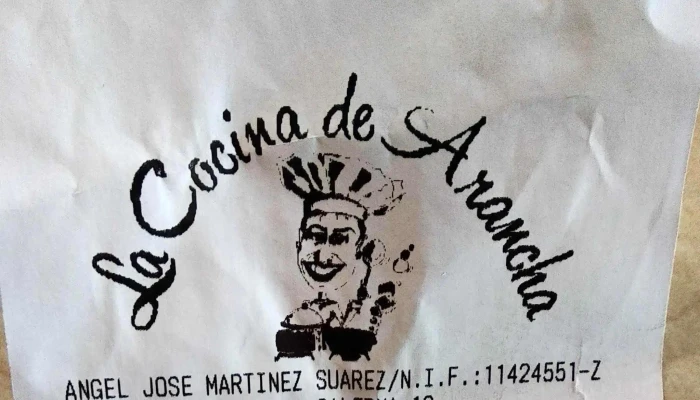 La Cocina de Arancha
ANGEL JOSE MARTINEZ SUAREZ/N.I.F.:11424551-Z